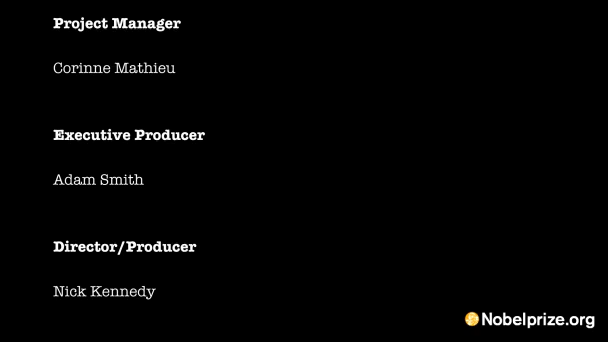 Project Manager
Corinne Mathieu
Executive Producer
Adam Smith
Director/Producer
Nick Kennedy
Nobelprize.org